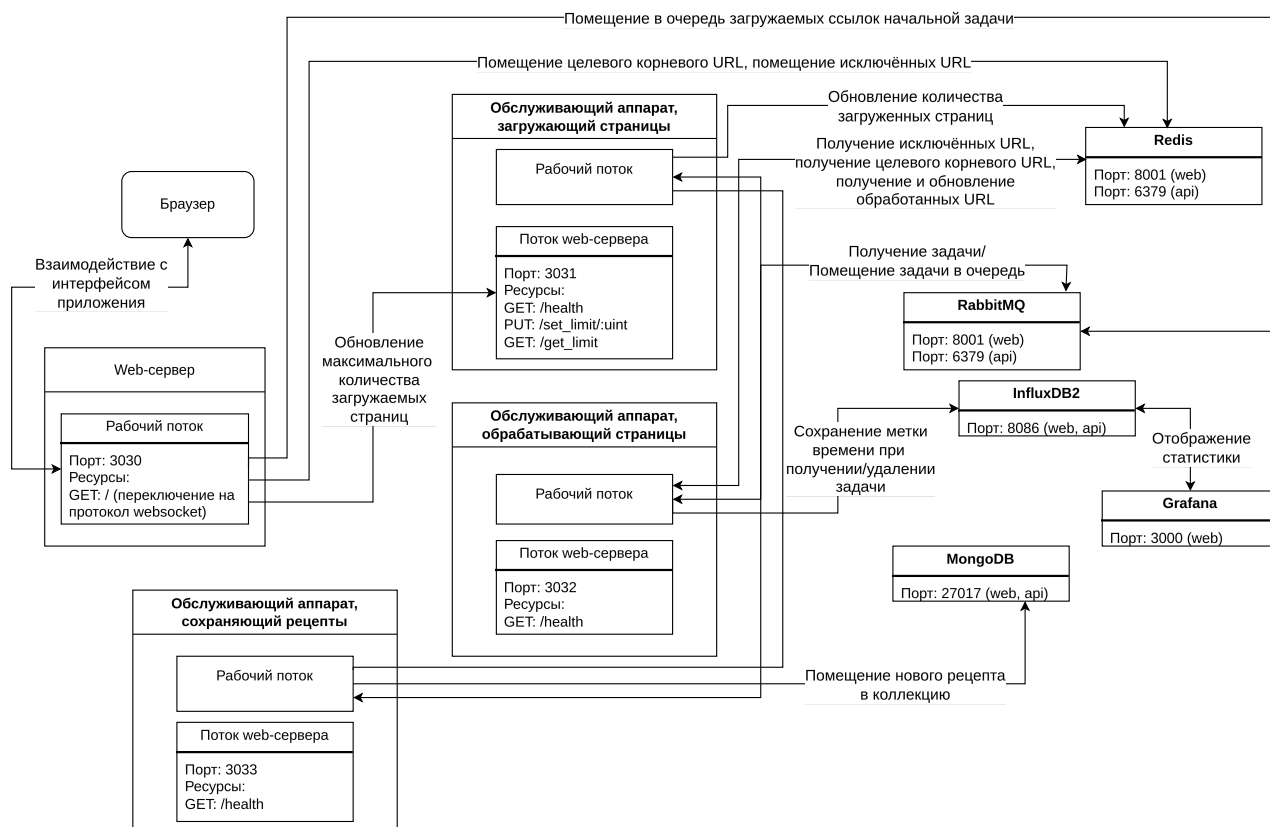 Помещение в очередь загружаемых ссылок начальной задачи
Помещение целевого корневого URL, помещение исключённых URL
Обслуживающий аппарат,
загружающий страницы
Рабочий поток
Поток web-сервера
Порт: 3031
Ресурсы:
GET: /health
PUT: /set_limit/:uint
GET: /get_limit
Обновление количества
загруженных страниц
Получение исключённых URL,
получение целевого корневого URL,
получение и обновление
обработанных URL
Redis
Порт: 8001 (web)
Порт: 6379 (api)
Браузер
Взаимодействие с
интерфейсом
приложения
Получение задачи/
Помещение задачи в очередь
RabbitMQ
Порт: 8001 (web)
Порт: 6379 (api)
Обновление
максимального
количества
загружаемых
страниц
Web-сервер
Рабочий поток
Порт: 3030
Ресурсы:
GET: / (переключение на
протокол websocket)
Обслуживающий аппарат,
обрабатывающий страницы
Рабочий поток
Поток web-сервера
Порт: 3032
Ресурсы:
GET: /health
InfluxDB2
Порт: 8086 (web, api)
Сохранение метки
времени при
получении/удалении
задачи
Отображение
статистики
Grafana
Порт: 3000 (web)
MongoDB
Порт: 27017 (web, api)
Обслуживающий аппарат,
сохраняющий рецепты
Рабочий поток
Поток web-сервера
Порт: 3033
Ресурсы:
GET: /health
Помещение нового рецепта
в коллекцию